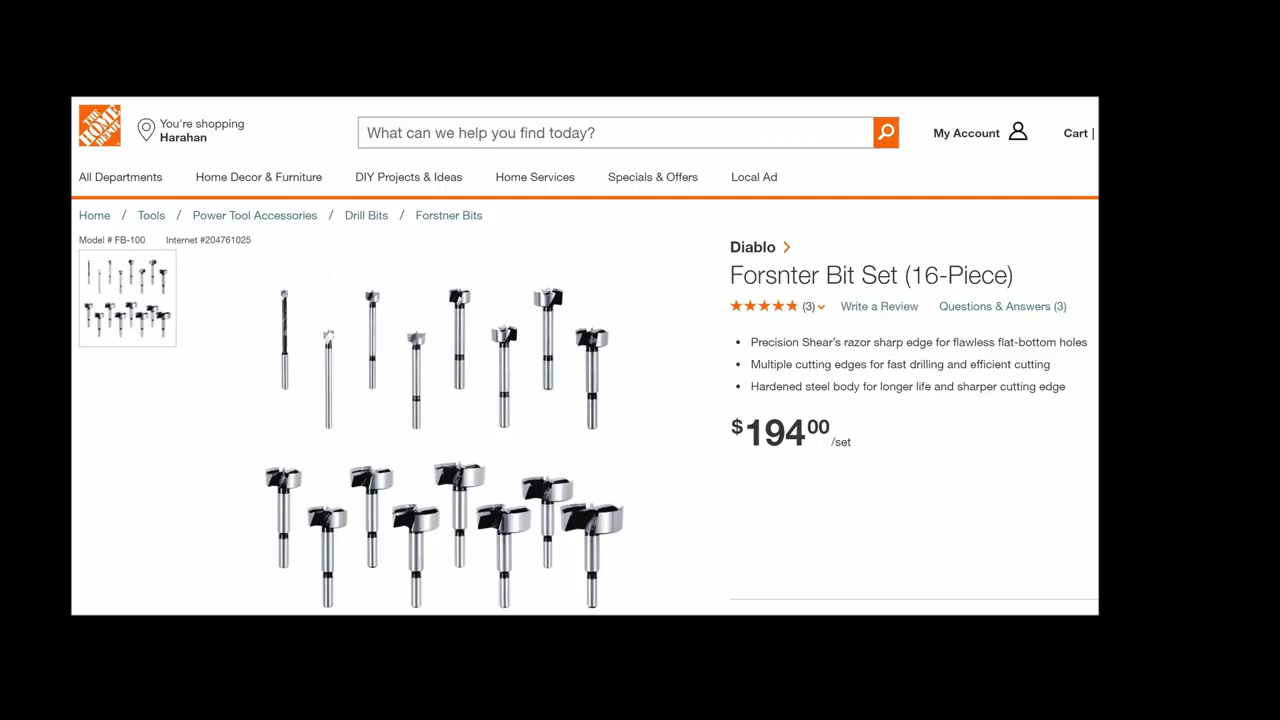 THE
HOME
DEPOT
You're shopping
Harahan
What can we help you find today?
My Account
Cart |
All Departments
Home Decor & Furniture
DIY Projects & Ideas
Home Services
Specials & Offers
Local Ad
Home / Tools / Power Tool Accessories / Drill Bits / Forstner Bits
Model # FB-100 Internet #204761025
Diablo
Forsnter Bit Set (16-Piece)
(3) Write a Review Questions & Answers (3)
• Precision Shear's razor sharp edge for flawless flat-bottom holes
• Multiple cutting edges for fast drilling and efficient cutting
• Hardened steel body for longer life and sharper cutting edge
$194 00 /set